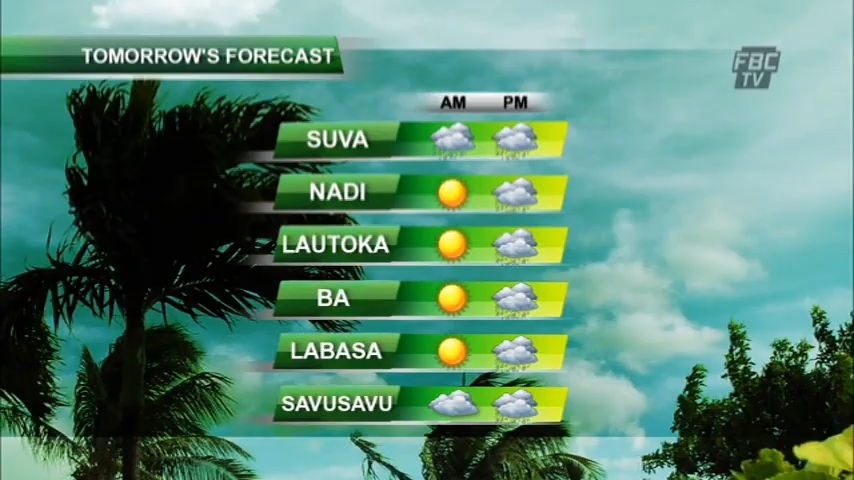 TOMORROW'S FORECAST
FBC
TV
AM PM
SUVA
NADI
LAUTOKA
BA
LABASA
SAVUSAVU